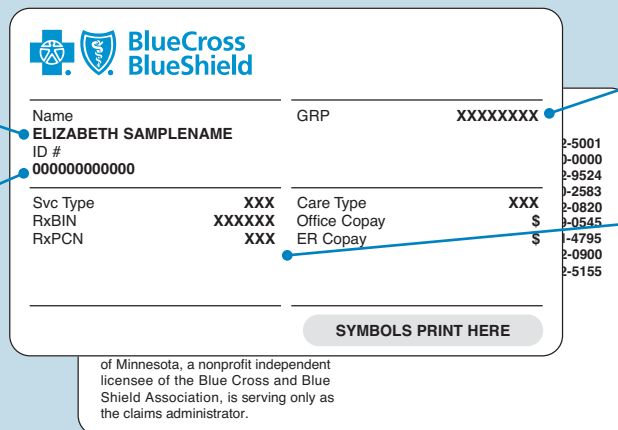 BlueCross
BlueShield
Name
ELIZABETH SAMPLENAME
ID #
000000000000
GRP XXXXXXXX
Svc Type XXX
RxBIN XXXXXX
RxPCN XXX
Care Type XXX
Office Copay $
ER Copay $
SYMBOLS PRINT HERE
2-5001
0-0000
2-9524
0-2583
2-0820
9-0545
1-4795
2-0900
2-5155
of Minnesota, a nonprofit independent
licensee of the Blue Cross and Blue
Shield Association, is serving only as
the claims administrator.